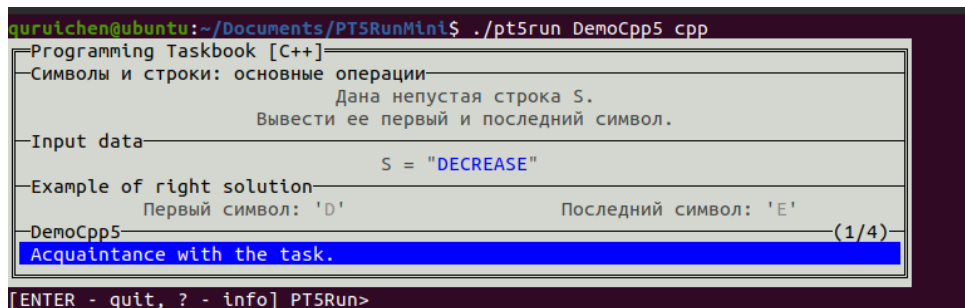 quruichen@ubuntu:~/Documents/PT5RunMini$ ./pt5run DemoCpp5 cpp
Programming Taskbook [C++]
Символы и строки: основные операции
Дана непустая строка S.
Вывести ее первый и последний символ.
Input data
S = "DECREASE"
Example of right solution
Первый символ: 'D' Последний символ: 'E'
DemoCpp5 (1/4)
Acquaintance with the task.
[ENTER - quit, ? - info] PT5Run>